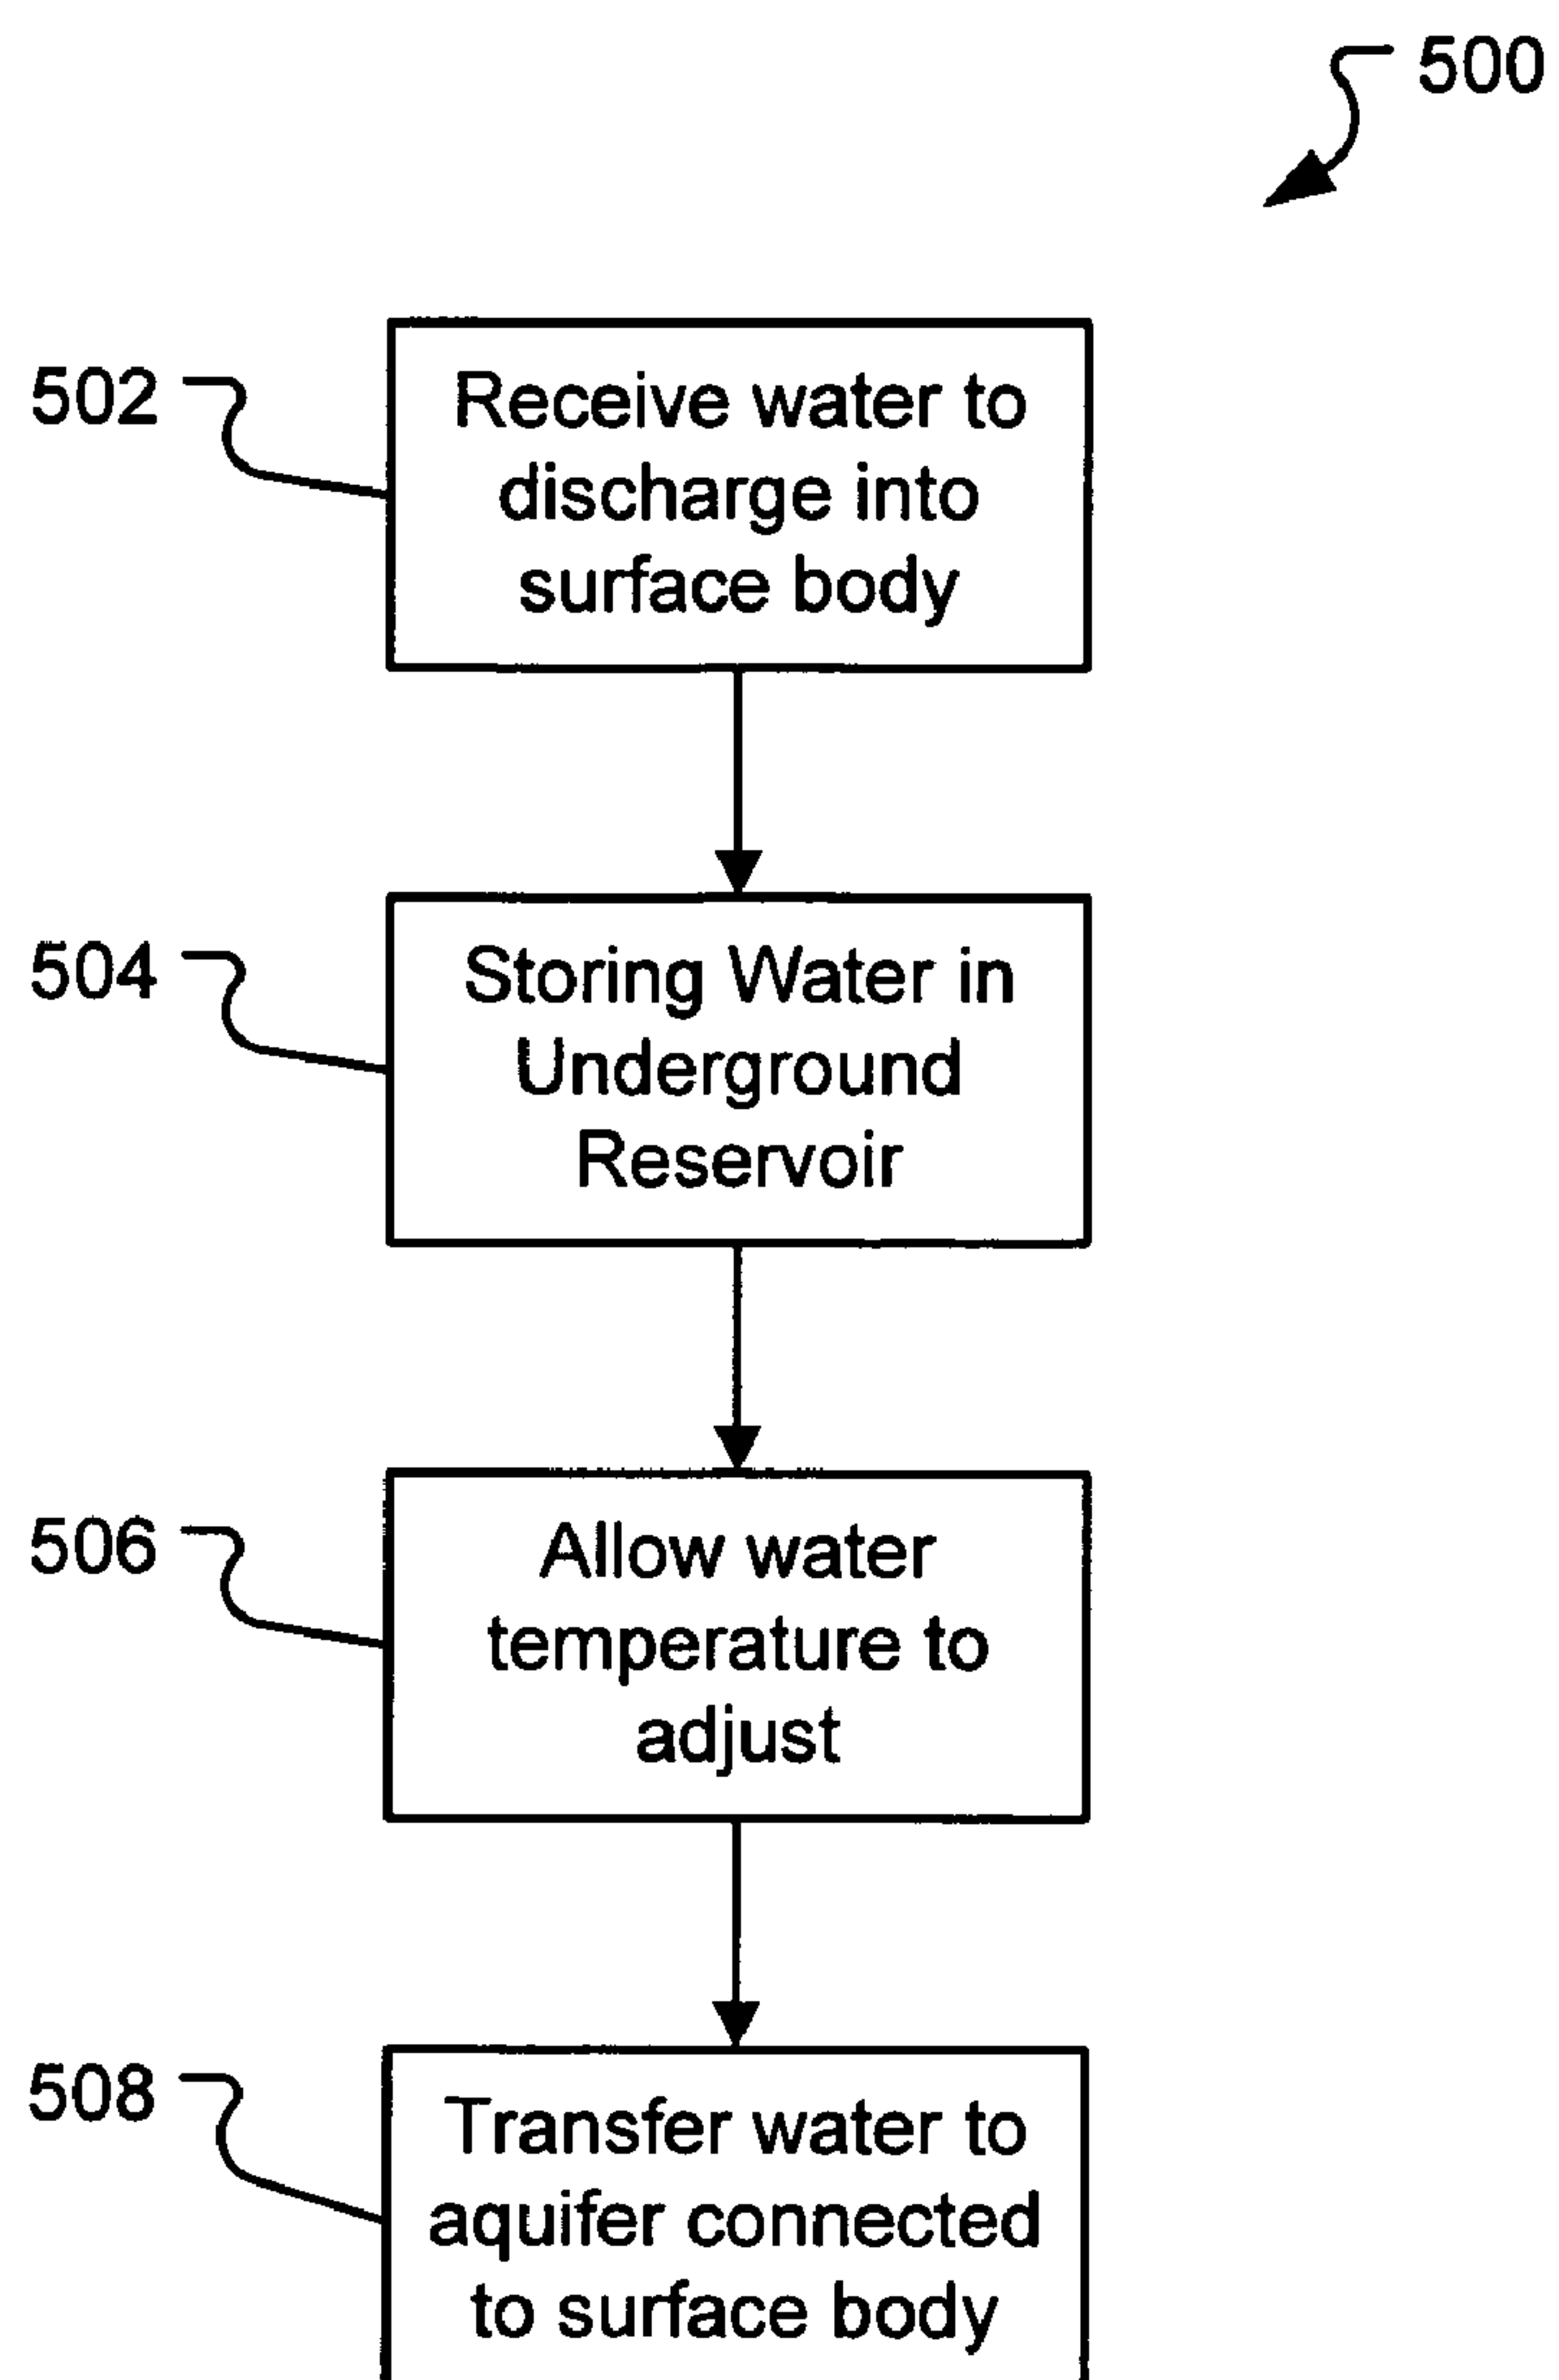 500
502
Receive water to
discharge into
surface body
504
Storing Water in
Underground
Reservoir
506
Allow water
temperature to
adjust
508
Transfer water to
aquifer connected
to surface body